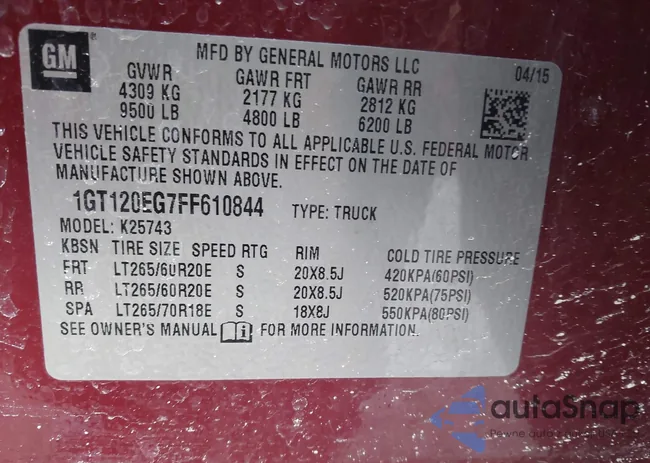 GM
MFD BY GENERAL MOTORS LLC
04/15
GVWR GAWR FRT GAWR RR
4309 KG 2177 KG 2812 KG
9500 LB 4800 LB 6200 LB
THIS VEHICLE CONFORMS TO ALL APPLICABLE U.S. FEDERAL MOTOR
VEHICLE SAFETY STANDARDS IN EFFECT ON THE DATE OF
MANUFACTURE SHOWN ABOVE.
1GT120EG7FF610844 TYPE: TRUCK
MODEL: K25743
KBSN TIRE SIZE SPEED RTG RIM COLD TIRE PRESSURE
FRT LT265/60R20E S 20X8.5J 420KPA(60PSI)
RR LT265/60R20E S 20X8.5J 520KPA(75PSI)
SPA LT265/70R18E S 18X8J 550KPA(80PSI)
SEE OWNER'S MANUAL i FOR MORE INFORMATION.
autaSnap
Pewne auta